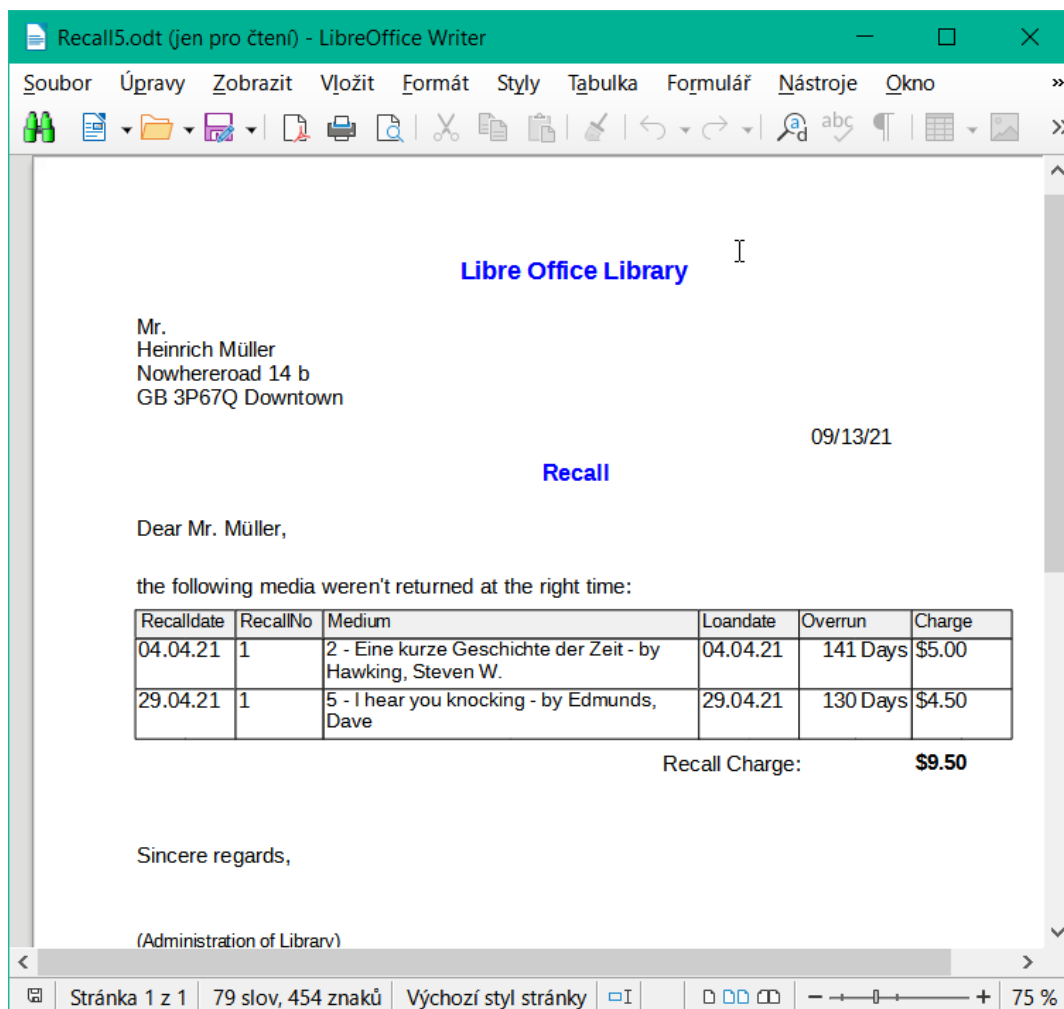 Recall5.odt (jen pro čtení) - LibreOffice Writer
Soubor Úpravy Zobrazit Vložit Formát Styly Tabulka Formulář Nástroje Okno »
Libre Office Library
Mr.
Heinrich Müller
Nowhereroad 14 b
GB 3P67Q Downtown
09/13/21
Recall
Dear Mr. Müller,
the following media weren't returned at the right time:
Recalldate RecallNo Medium Loandate Overrun Charge
04.04.21 1 2 - Eine kurze Geschichte der Zeit - by 04.04.21 141 Days $5.00
Hawking, Steven W.
29.04.21 1 5 - I hear you knocking - by Edmunds, 29.04.21 130 Days $4.50
Dave
Recall Charge: $9.50
Sincere regards,
(Administration of Library)
Stránka 1 z 1 79 slov, 454 znaků Výchozí styl stránky 75 %